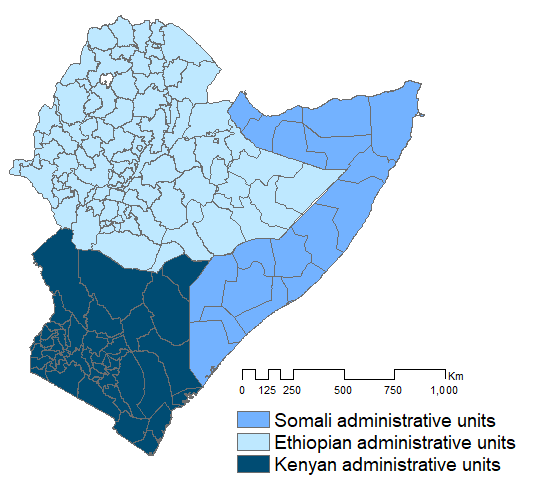 Km
0 125 250 500 750 1,000
Somali administrative units
Ethiopian administrative units
Kenyan administrative units